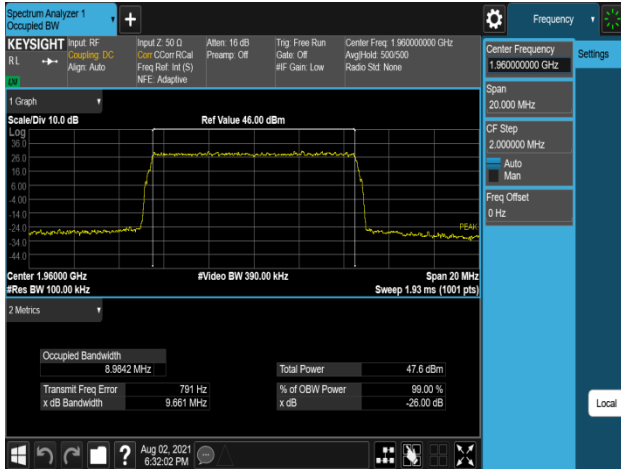 Spectrum Analyzer 1
Occupied BW
Frequency
KEYSIGHT
RL
LXI
Input: RF
Coupling: DC
Align: Auto
Input Z: 50 Ω
Corr CCorr RCal
Freq Ref: Int (S)
NFE: Adaptive
Atten: 16 dB
Preamp: Off
Trig: Free Run
Gate: Off
#IF Gain: Low
Center Freq: 1.960000000 GHz
Avg|Hold: 500/500
Radio Std: None
Center Frequency
1.960000000 GHz
Settings
Span
20.000 MHz
CF Step
2.000000 MHz
Auto
Man
Freq Offset
0 Hz
1 Graph
Scale/Div 10.0 dB
Ref Value 46.00 dBm
Log
36.0
26.0
16.0
6.00
-4.00
-14.0
-24.0
-34.0
-44.0
PEAK
Center 1.96000 GHz
#Video BW 390.00 kHz
Span 20 MHz
#Res BW 100.00 kHz
Sweep 1.93 ms (1001 pts)
2 Metrics
Occupied Bandwidth
8.9842 MHz
Total Power 47.6 dBm
Transmit Freq Error 791 Hz
% of OBW Power 99.00 %
x dB Bandwidth 9.661 MHz
x dB -26.00 dB
Local
?
Aug 02, 2021
6:32:02 PM